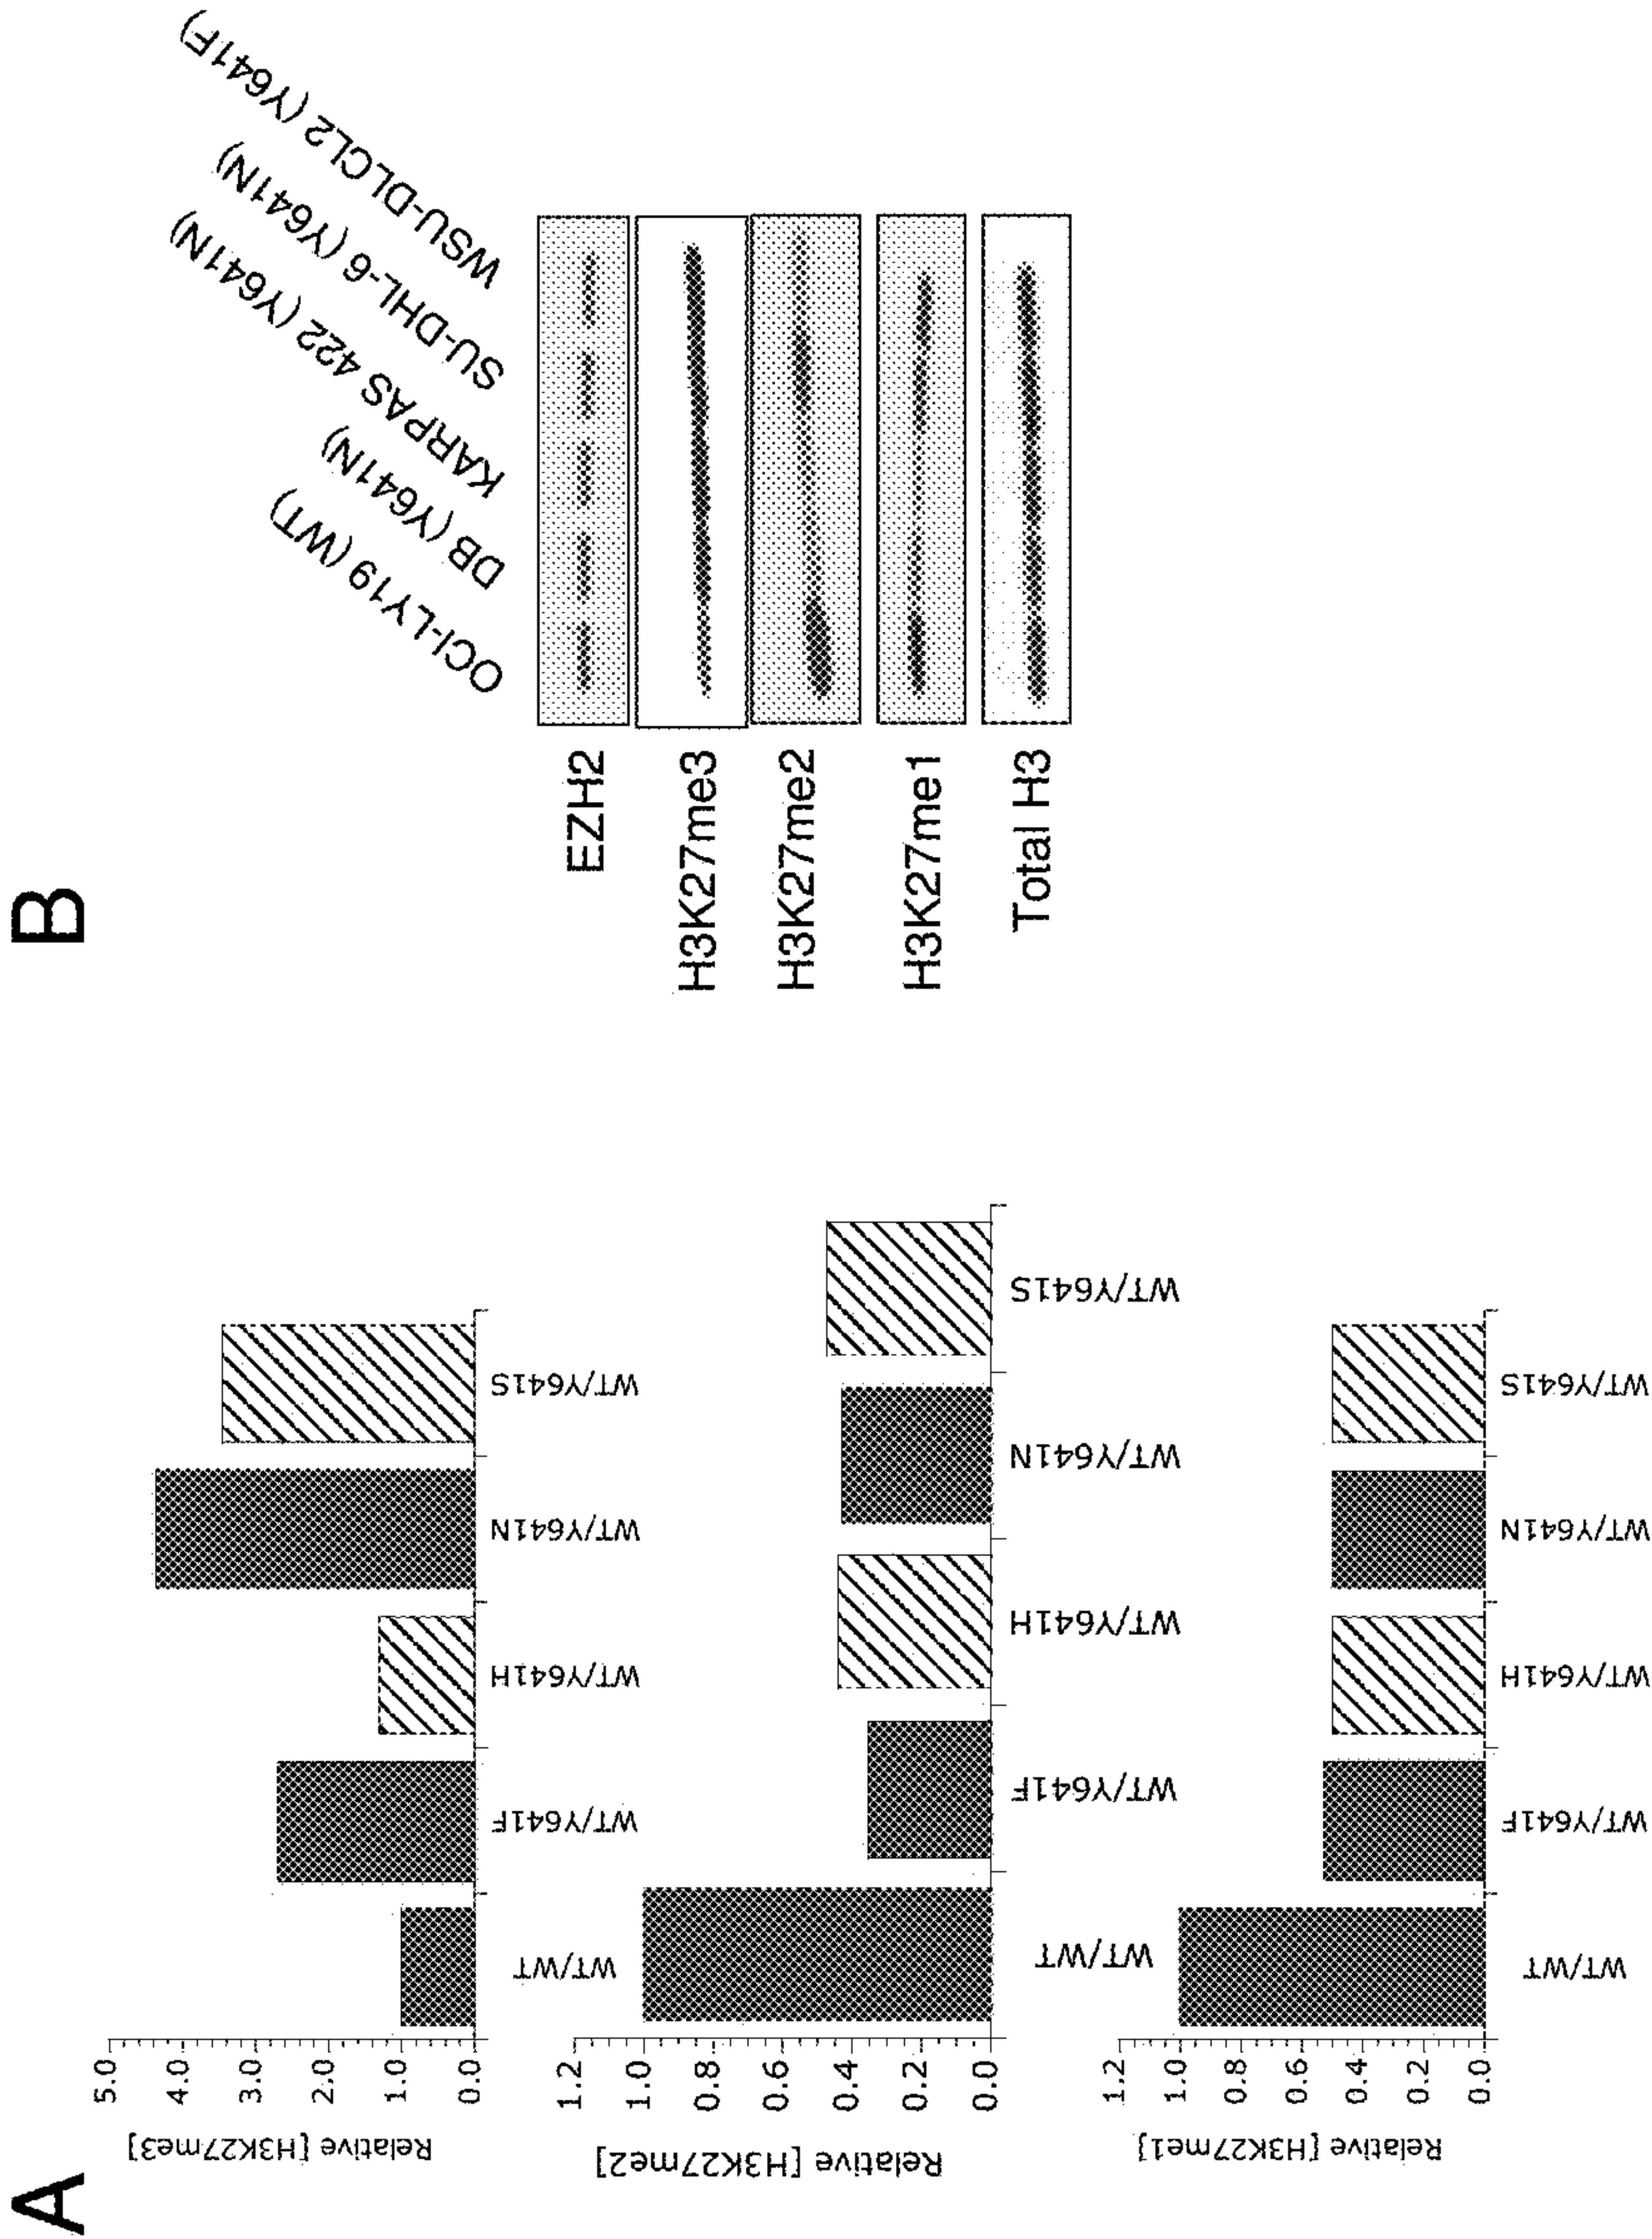 A
Relative [H3K27me3]
5.0
4.0
3.0
2.0
1.0
0.0
WT/WT
WT/Y641F
WT/Y641H
WT/Y641N
WT/Y641S
Relative [H3K27me2]
1.2
1.0
0.8
0.6
0.4
0.2
0.0
WT/WT
WT/Y641F
WT/Y641H
WT/Y641N
WT/Y641S
Relative [H3K27me1]
1.2
1.0
0.8
0.6
0.4
0.2
0.0
WT/WT
WT/Y641F
WT/Y641H
WT/Y641N
WT/Y641S
B
OCI-LY19 (WT)
DB (Y641N)
KARPAS 422 (Y641N)
SU-DHL-6 (Y641N)
WSU-DLCL2 (Y641F)
EZH2
H3K27me3
H3K27me2
H3K27me1
Total H3